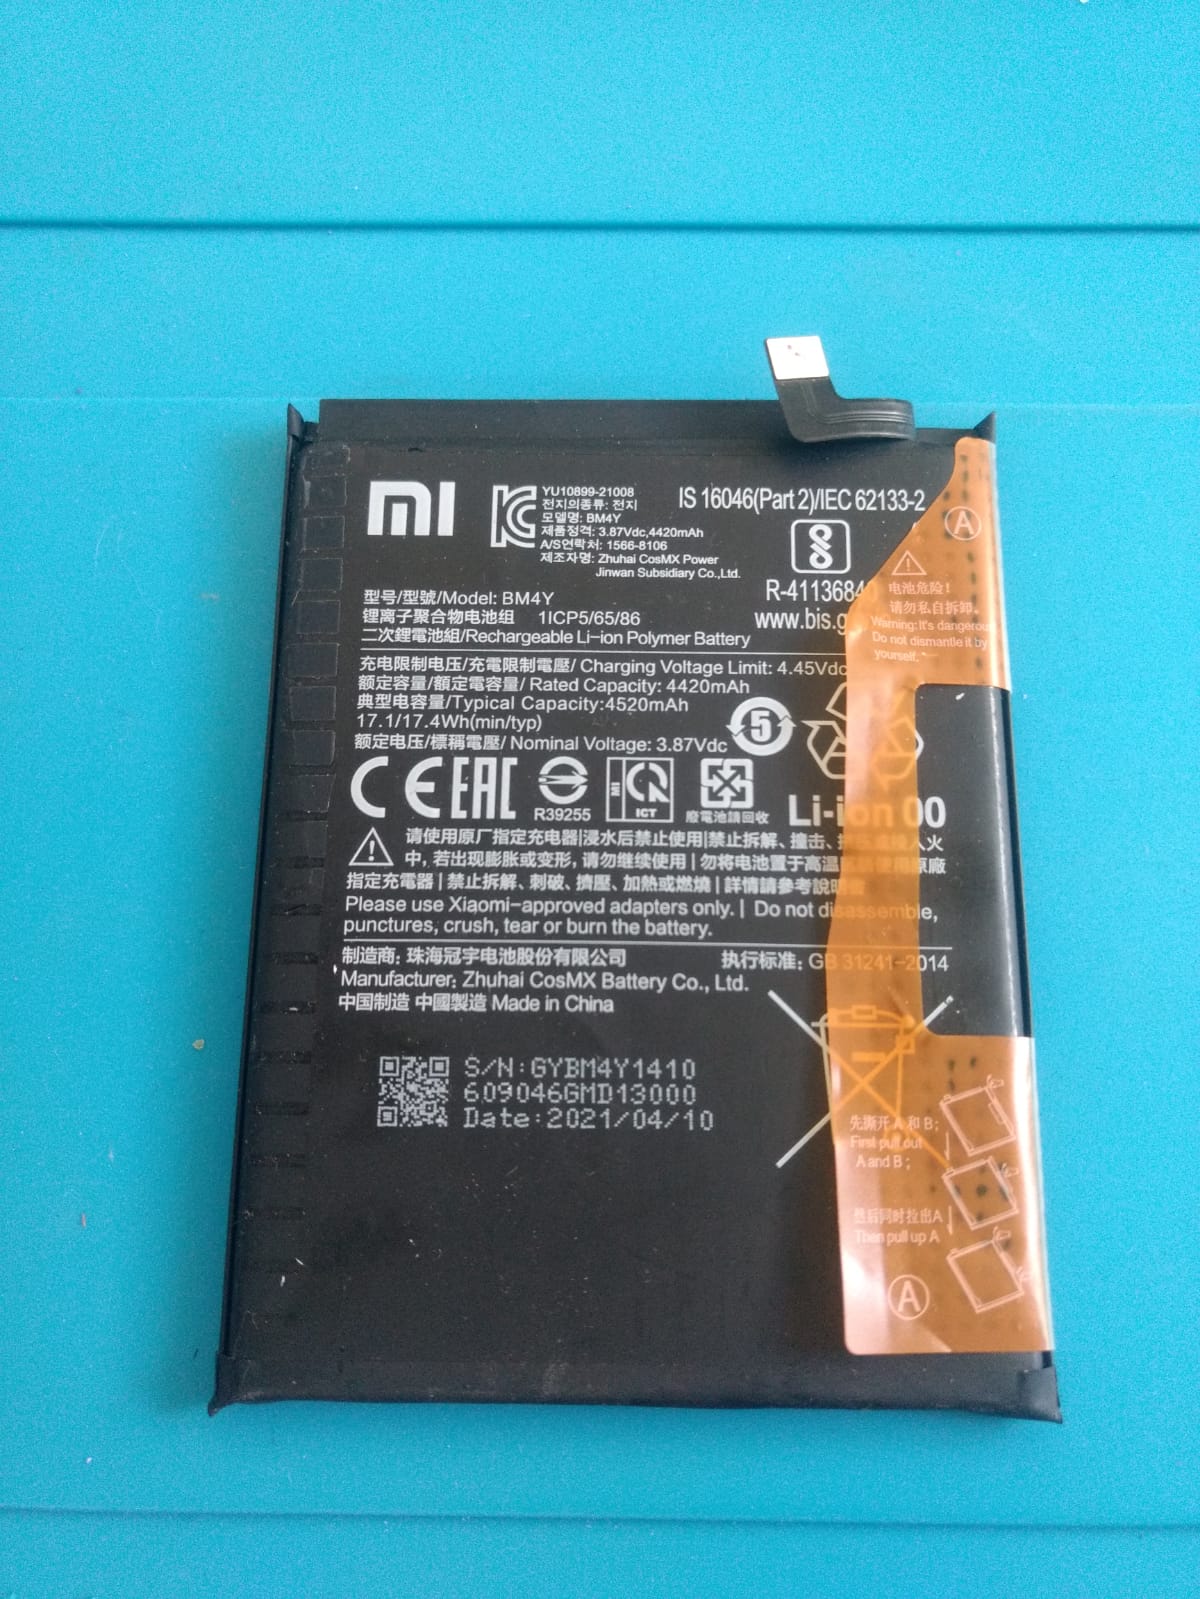 mi
YU10899-21008
전지의종류: 전지
모델명: BM4Y
제품정격: 3.87Vdc,4420mAh
A/S연락처: 1566-8106
제조자명: Zhuhai CosMX Power
Jinwan Subsidiary Co.,Ltd.
IS 16046(Part 2)/IEC 62133-2
R-4113684
www.bis.g
型号/型號/Model: BM4Y
锂离子聚合物电池组 1ICP5/65/86
二次鋰電池組/Rechargeable Li-ion Polymer Battery
充电限制电压/充電限制電壓/ Charging Voltage Limit: 4.45Vdc
额定容量/額定電容量/ Rated Capacity: 4420mAh
典型电容量/Typical Capacity:4520mAh
17.1/17.4Wh(min/typ)
额定电压/標稱電壓/ Nominal Voltage: 3.87Vdc
5
CE EAC
R39255
MI
ICT
廢電池請回收
Li-ion 00
请使用原厂指定充电器|浸水后禁止使用|禁止拆解、撞击、 入火
中, 若出现膨胀或变形, 请勿继续使用 | 勿将电池置于高温 使用原廠
指定充電器 | 禁止拆解、刺破、擠壓、加熱或燃燒 | 詳情請參考說明書
Please use Xiaomi-approved adapters only. | Do not disassemble,
punctures, crush, tear or burn the battery.
制造商: 珠海冠宇电池股份有限公司 执行标准: GB 31241-2014
Manufacturer: Zhuhai CosMX Battery Co., Ltd.
中国制造 中國製造 Made in China
S/N:GYBM4Y1410
609046GMD13000
Date:2021/04/10
A
电池危险!
请勿私自拆卸.
Warning:It's dangerous
Do not dismantle it by
yourself.
先撕开 A 和 B;
First pull out
A and B;
然后同时拉出A
Then pull up A
A